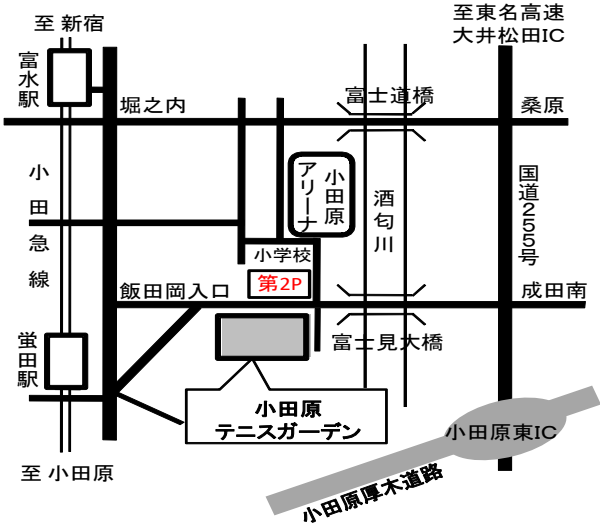 至 新宿
至東名高速
大井松田IC
富水駅
堀之内
富士道橋
桑原
小田急線
小田原
アリーナ
酒匂川
国道255号
小学校
第2P
飯田岡入口
成田南
蛍田駅
富士見大橋
小田原
テニスガーデン
小田原東IC
至 小田原
小田原厚木道路